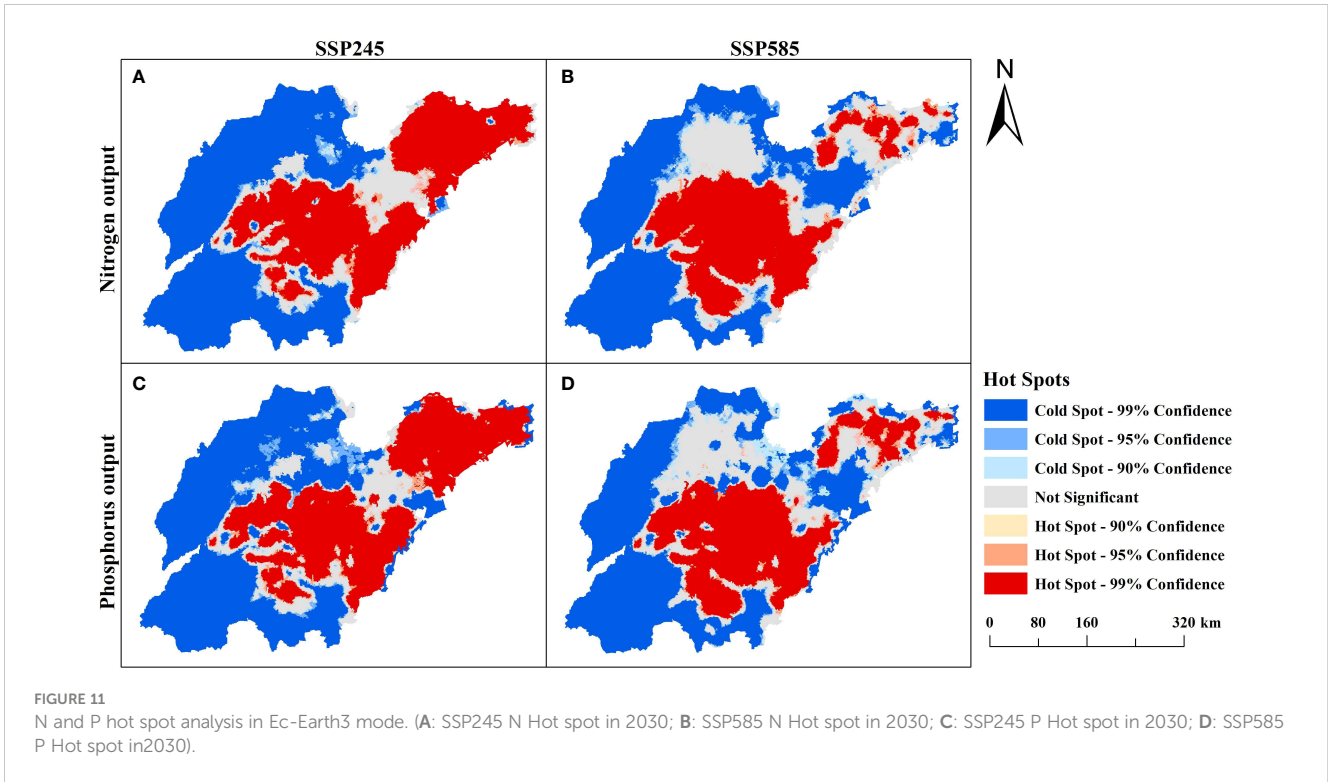 SSP245
SSP585
A
B
N
Nitrogen output
C
D
Phosphorus output
Hot Spots
Cold Spot - 99% Confidence
Cold Spot - 95% Confidence
Cold Spot - 90% Confidence
Not Significant
Hot Spot - 90% Confidence
Hot Spot - 95% Confidence
Hot Spot - 99% Confidence
0 80 160 320 km
FIGURE 11
N and P hot spot analysis in Ec-Earth3 mode. (A: SSP245 N Hot spot in 2030; B: SSP585 N Hot spot in 2030; C: SSP245 P Hot spot in 2030; D: SSP585
P Hot spot in2030).